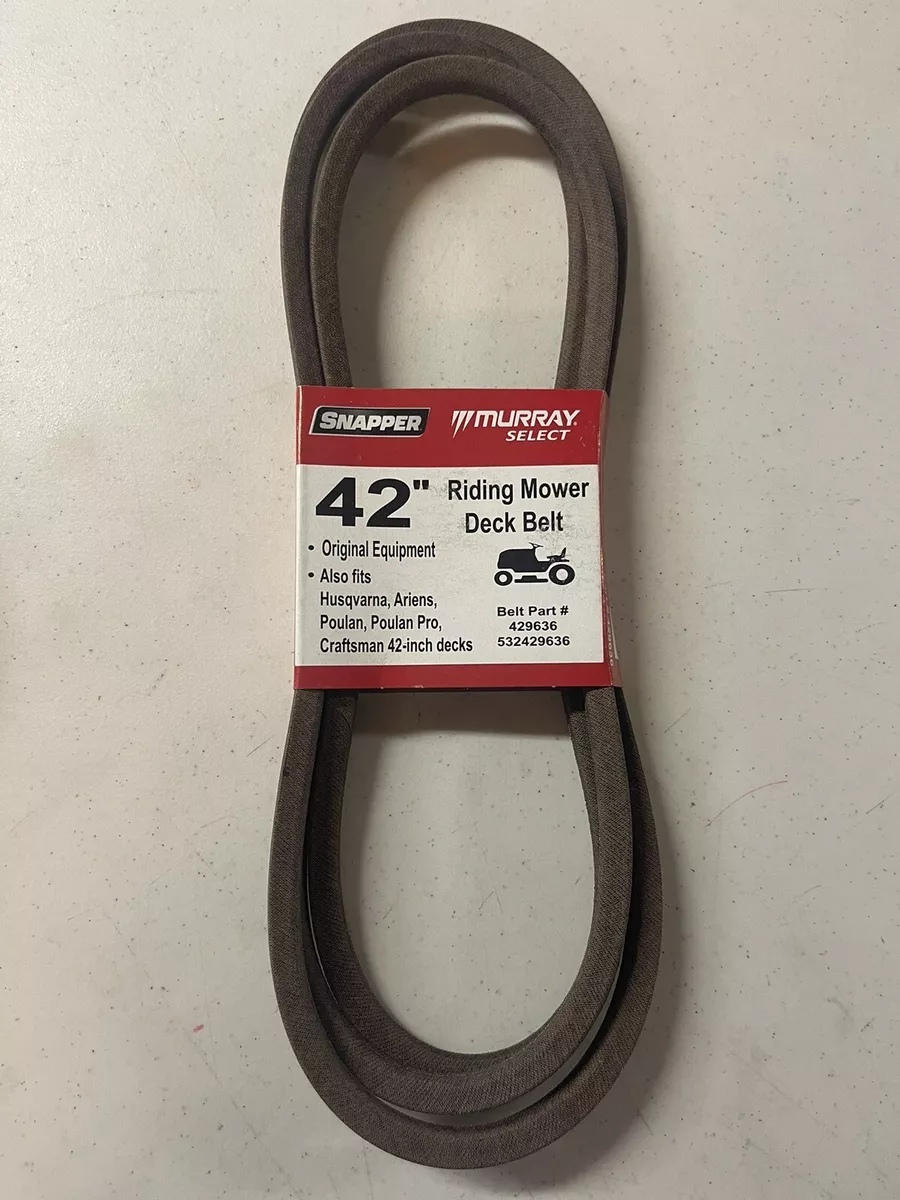 SNAPPER
MURRAY
SELECT
42"
Riding Mower
Deck Belt
• Original Equipment
• Also fits
Husqvarna, Ariens,
Poulan, Poulan Pro,
Craftsman 42-inch decks
Belt Part #
429636
532429636